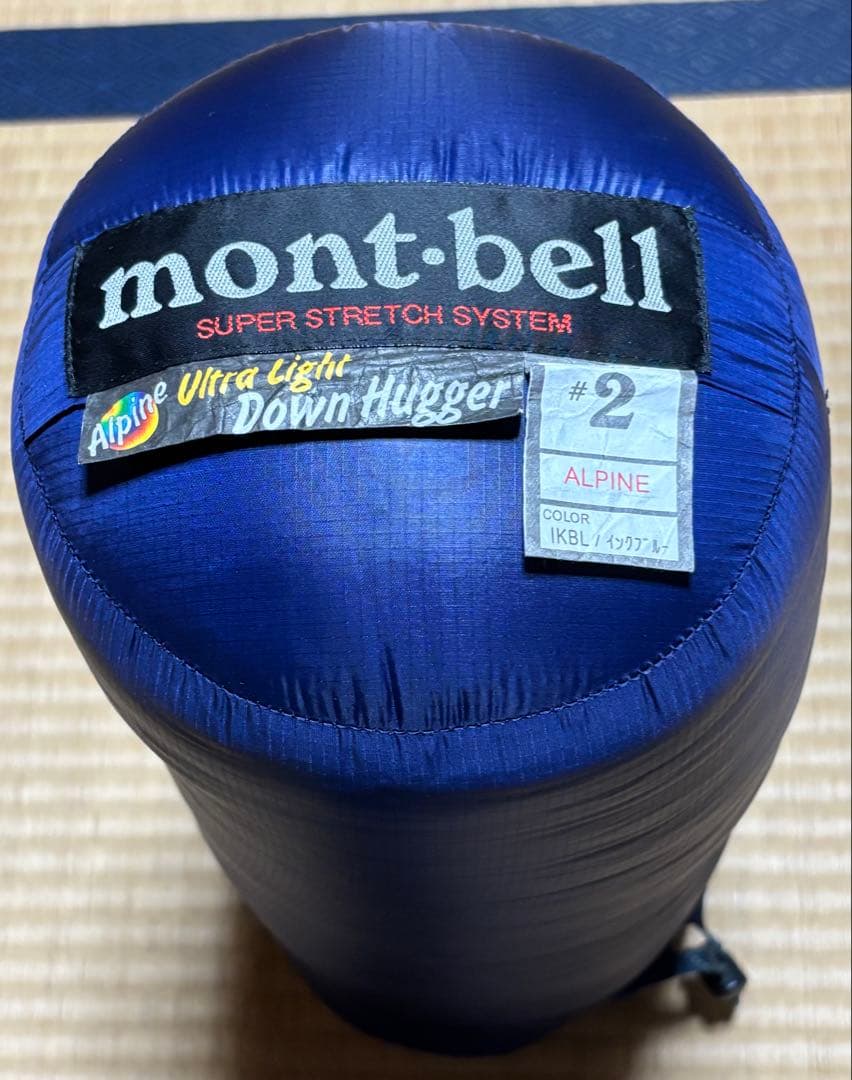 mont·bell
SUPER STRETCH SYSTEM
Alpine Ultra Light
Down Hugger
#2
ALPINE
COLOR
IKBL / インクブルー